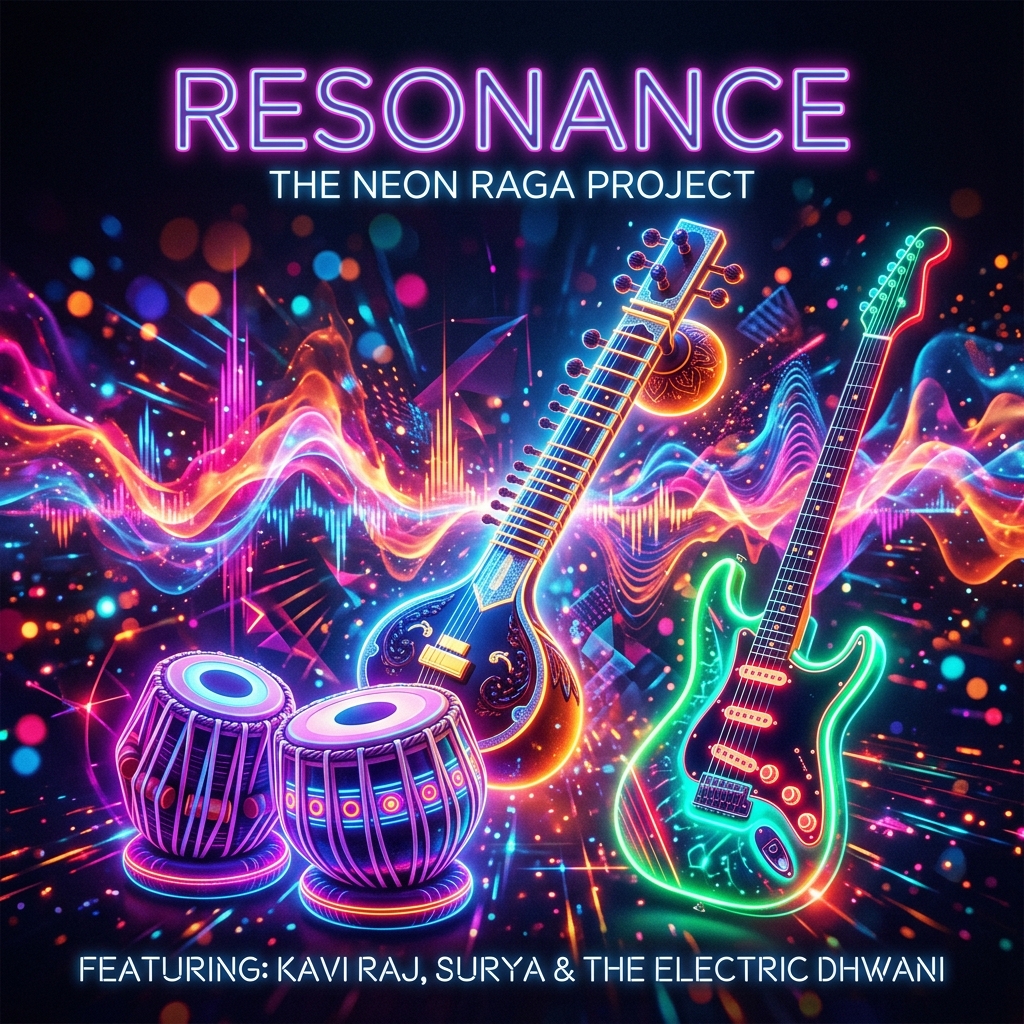 RESONANCE
THE NEON RAGA PROJECT
FEATURING: KAVI RAJ, SURYA & THE ELECTRIC DHWANI